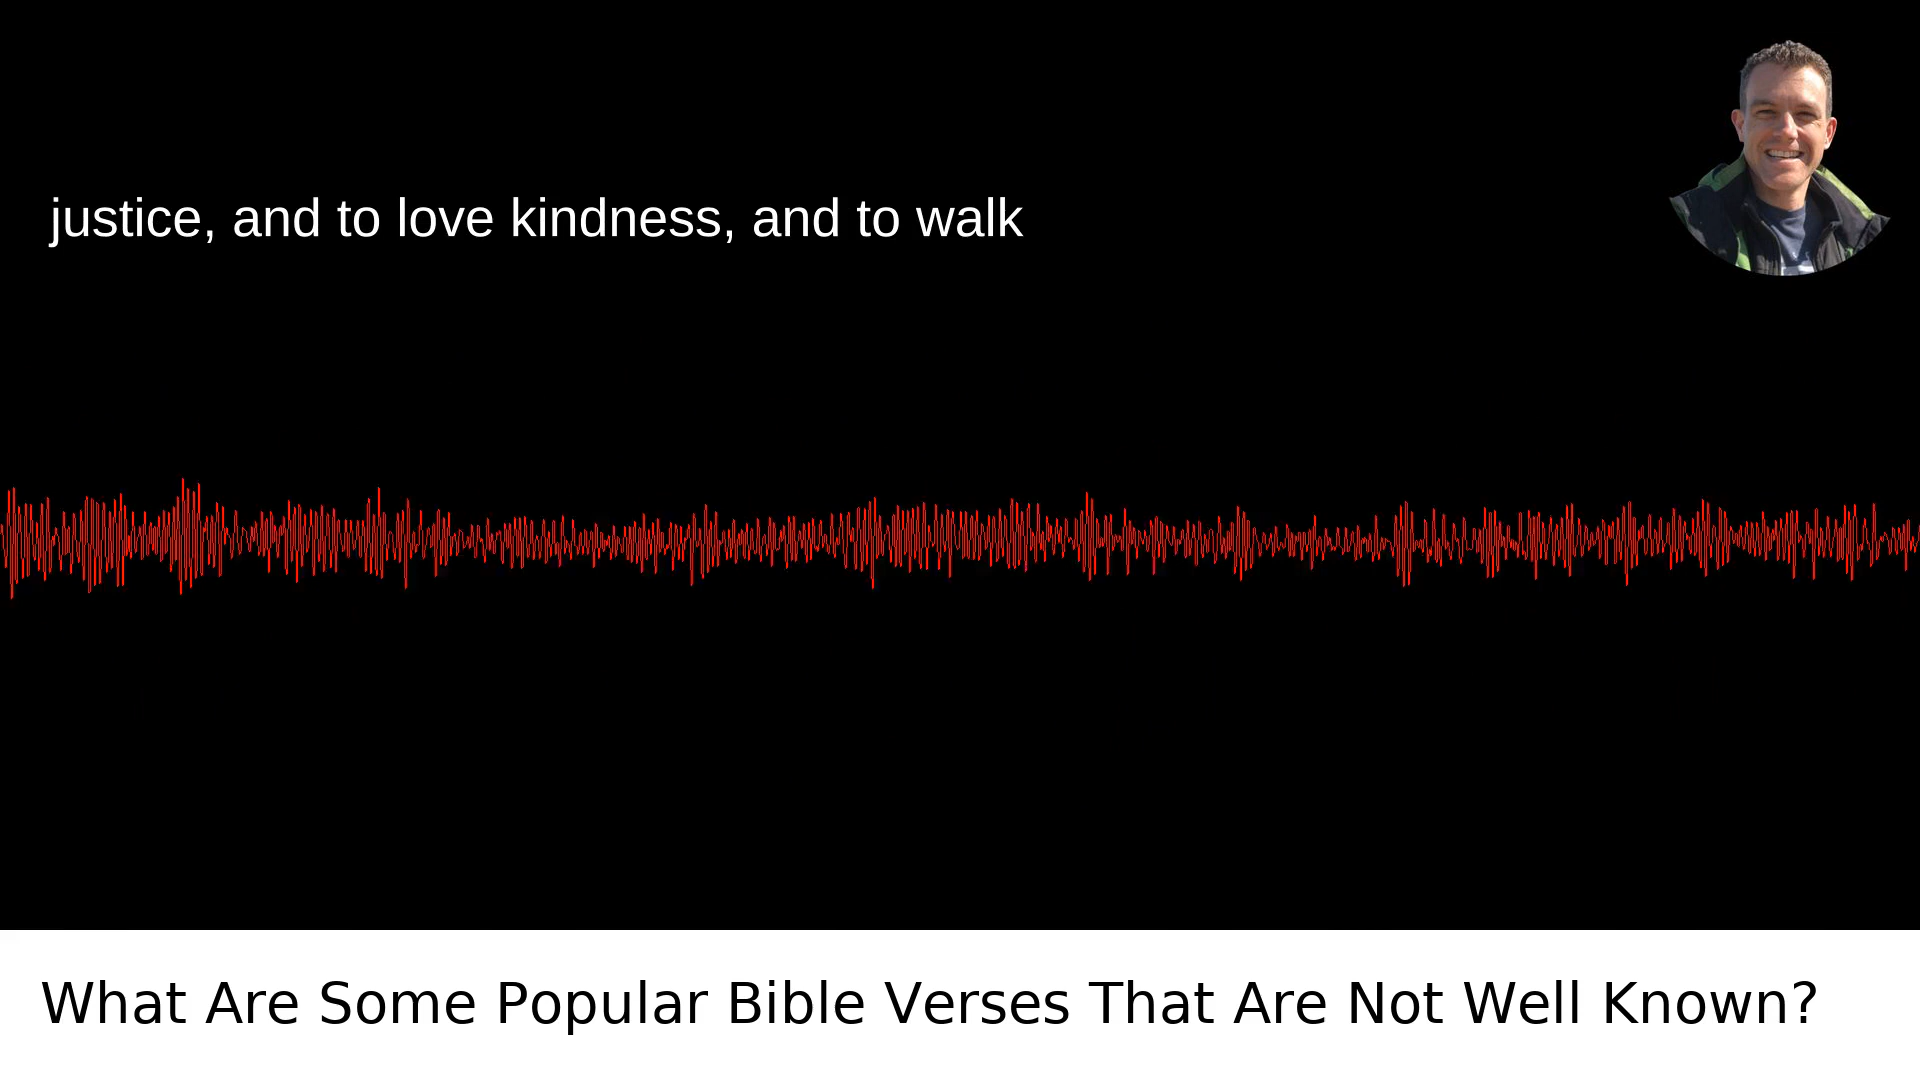 justice, and to love kindness, and to walk
What Are Some Popular Bible Verses That Are Not Well Known?